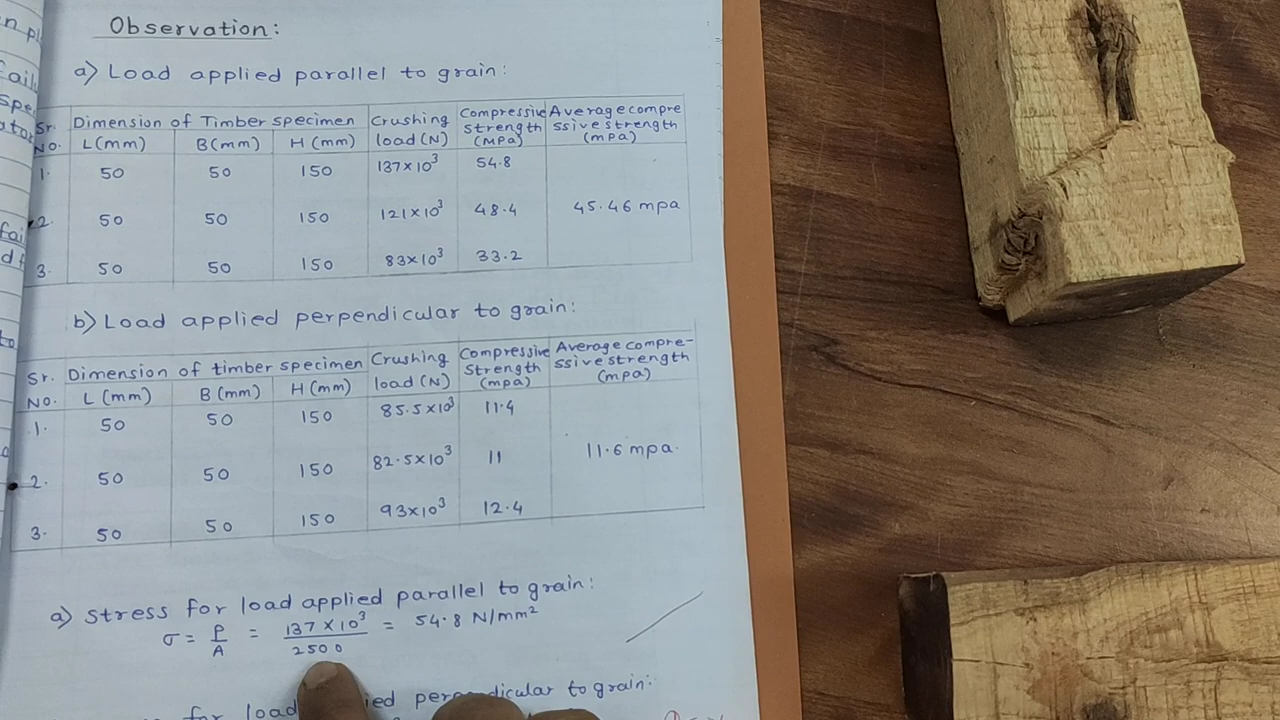 Observation:
a) Load applied parallel to grain:
Sr. No. Dimension of Timber specimen Crushing load (N) Compressive strength (MPa) Average compre ssive strength (mpa)
L (mm) B (mm) H (mm)
1. 50 50 150 137×10³ 54.8
2. 50 50 150 121×10³ 48.4 45.46 mpa
3. 50 50 150 83×10³ 33.2
b) Load applied perpendicular to grain:
Sr. No. Dimension of timber specimen Crushing load (N) Compressive Strength (mpa) Average compre- ssive strength (mpa)
L (mm) B (mm) H (mm)
1. 50 50 150 85.5×10³ 11.4
2. 50 50 150 82.5×10³ 11 11.6 mpa.
3. 50 50 150 93×10³ 12.4
a) Stress for load applied parallel to grain:
σ = P/A = 137×10³/2500 = 54.8 N/mm²
for load perpendicular to grain: